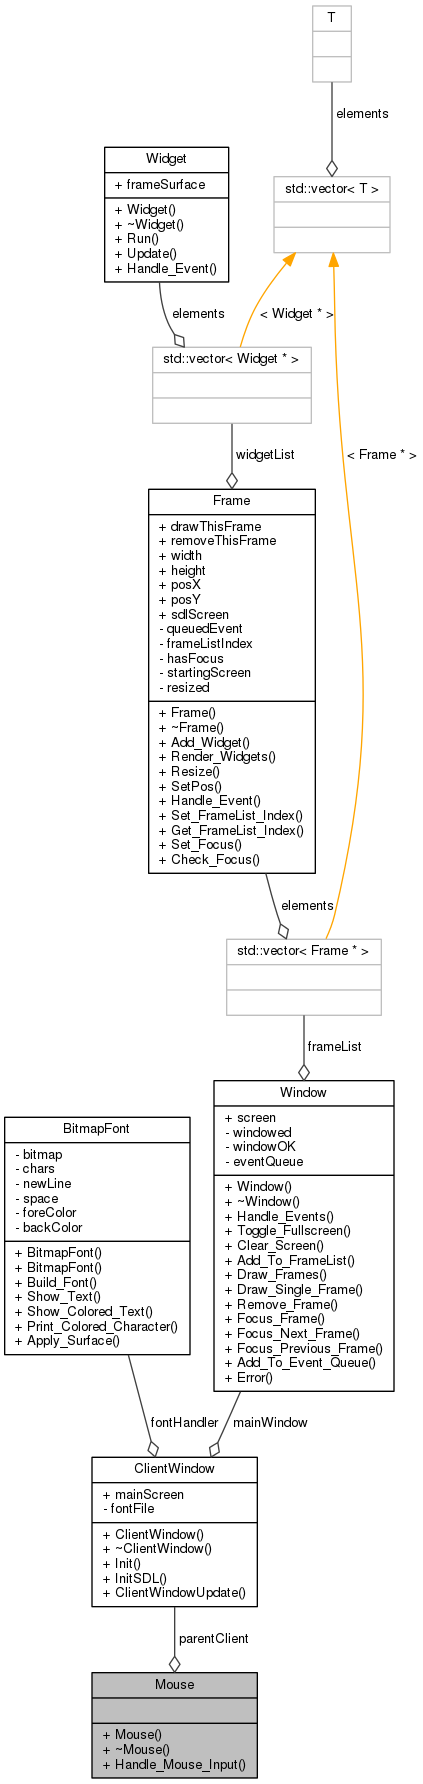 T
elements
Widget
+ frameSurface
+ Widget()
+ ~Widget()
+ Run()
+ Update()
+ Handle_Event()
std::vector< T >
elements
< Widget * >
std::vector< Widget * >
widgetList
< Frame * >
Frame
+ drawThisFrame
+ removeThisFrame
+ width
+ height
+ posX
+ posY
+ sdlScreen
- queuedEvent
- frameListIndex
- hasFocus
- startingScreen
- resized
+ Frame()
+ ~Frame()
+ Add_Widget()
+ Render_Widgets()
+ Resize()
+ SetPos()
+ Handle_Event()
+ Set_FrameList_Index()
+ Get_FrameList_Index()
+ Set_Focus()
+ Check_Focus()
elements
std::vector< Frame * >
frameList
Window
+ screen
- windowed
- windowOK
- eventQueue
+ Window()
+ ~Window()
+ Handle_Events()
+ Toggle_Fullscreen()
+ Clear_Screen()
+ Add_To_FrameList()
+ Draw_Frames()
+ Draw_Single_Frame()
+ Remove_Frame()
+ Focus_Frame()
+ Focus_Next_Frame()
+ Focus_Previous_Frame()
+ Add_To_Event_Queue()
+ Error()
BitmapFont
- bitmap
- chars
- newLine
- space
- foreColor
- backColor
+ BitmapFont()
+ BitmapFont()
+ Build_Font()
+ Show_Text()
+ Show_Colored_Text()
+ Print_Colored_Character()
+ Apply_Surface()
fontHandler
mainWindow
ClientWindow
+ mainScreen
- fontFile
+ ClientWindow()
+ ~ClientWindow()
+ Init()
+ InitSDL()
+ ClientWindowUpdate()
parentClient
Mouse
+ Mouse()
+ ~Mouse()
+ Handle_Mouse_Input()